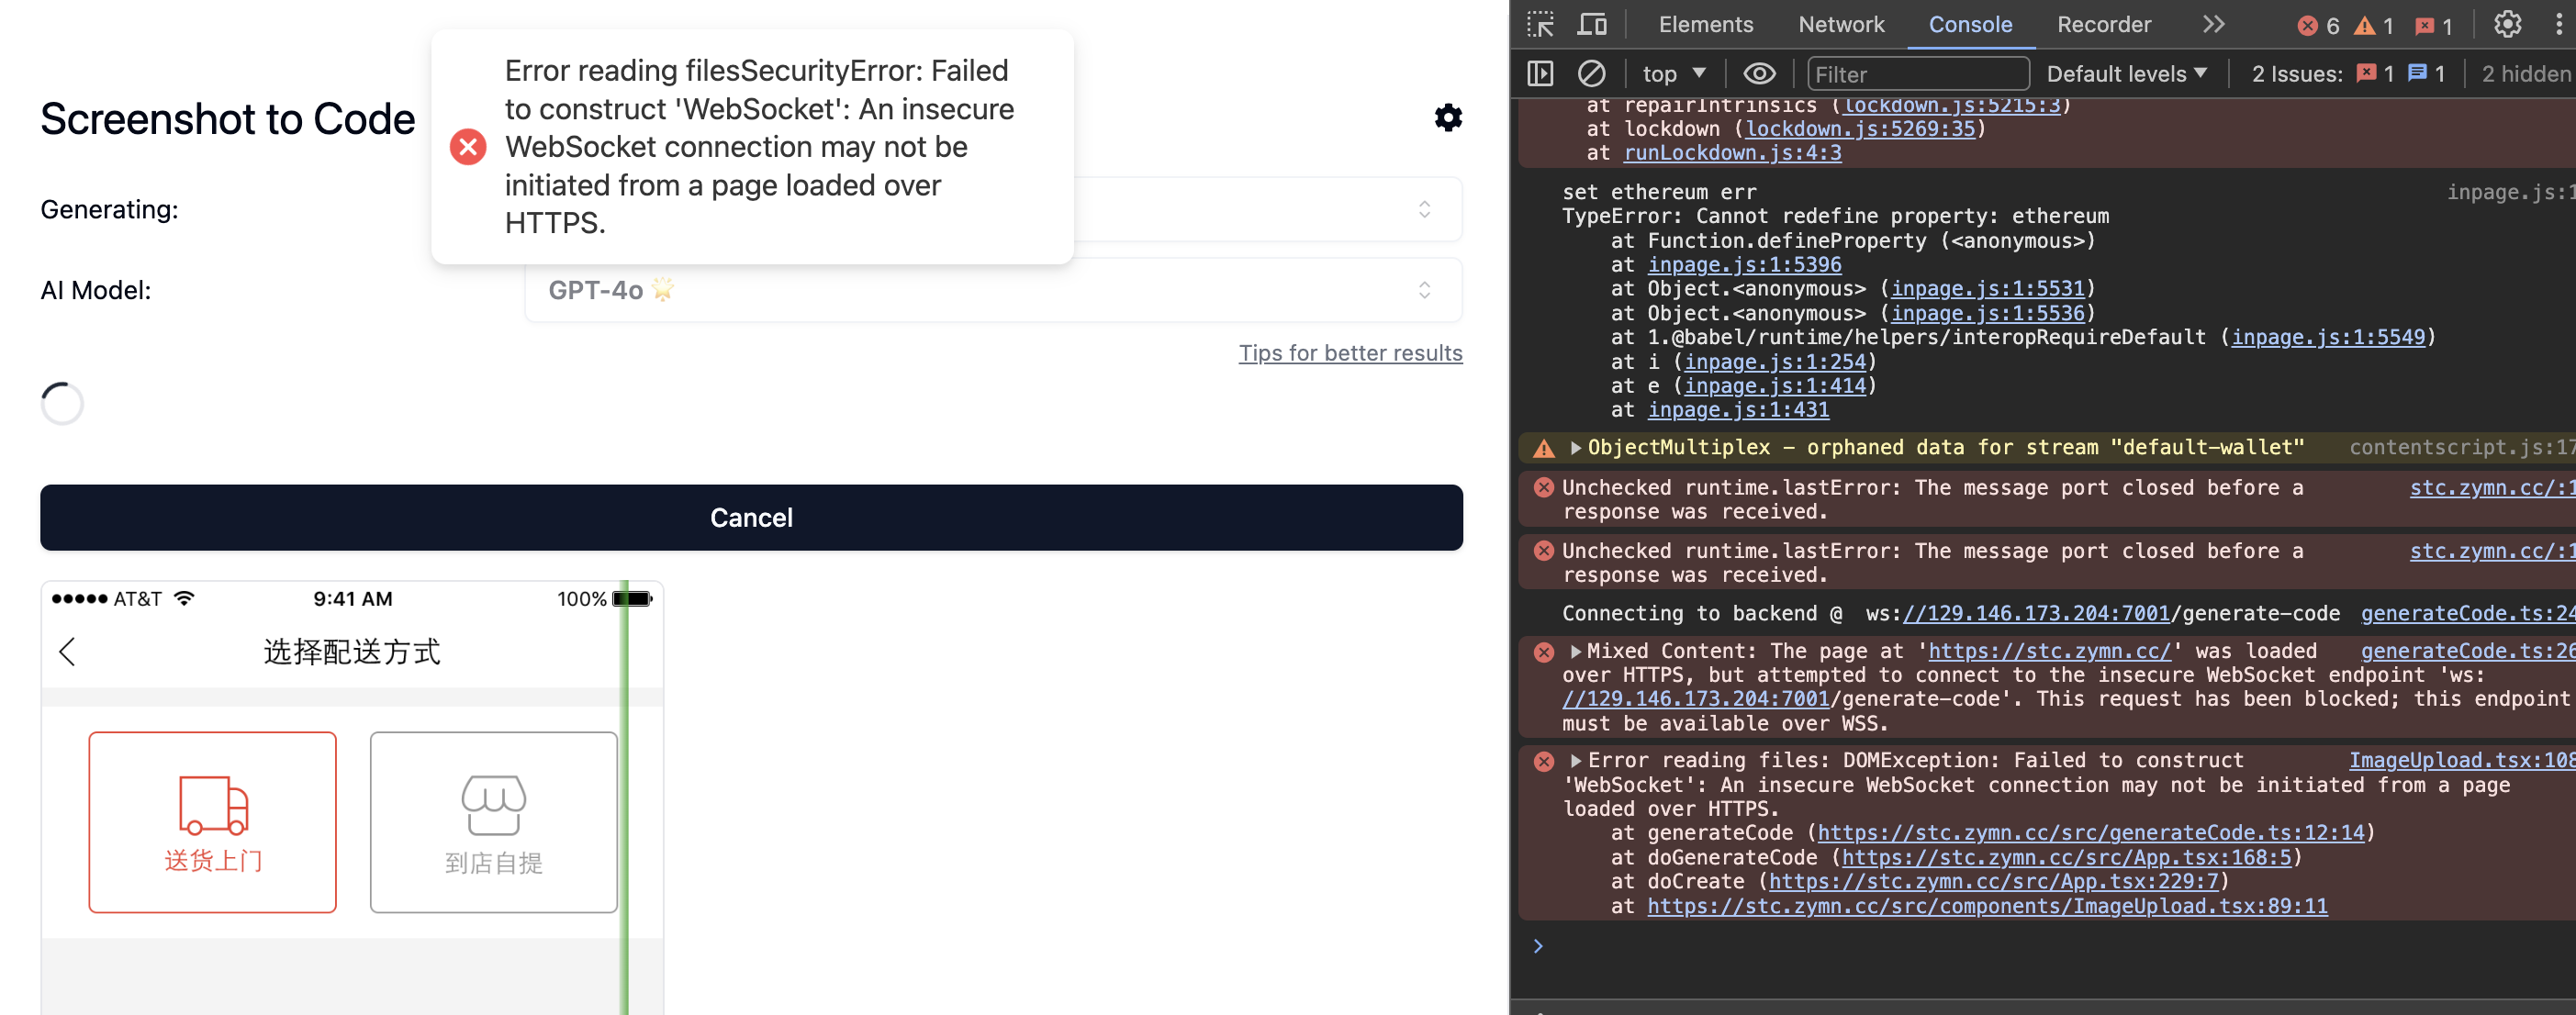 Error reading filesSecurityError: Failed
to construct 'WebSocket': An insecure
WebSocket connection may not be
initiated from a page loaded over
HTTPS.
Screenshot to Code
Generating:
AI Model:
GPT-4o 🌟
Tips for better results
Cancel
AT&T
9:41 AM
100%
选择配送方式
送货上门
到店自提
Elements Network Console Recorder 6 1 1
top Filter Default levels 2 Issues: 1 1 2 hidden
at repairIntrinsics (lockdown.js:5215:3)
at lockdown (lockdown.js:5269:35)
at runLockdown.js:4:3
set ethereum err inpage.js:1
TypeError: Cannot redefine property: ethereum
at Function.defineProperty (<anonymous>)
at inpage.js:1:5396
at Object.<anonymous> (inpage.js:1:5531)
at Object.<anonymous> (inpage.js:1:5536)
at 1.@babel/runtime/helpers/interopRequireDefault (inpage.js:1:5549)
at i (inpage.js:1:254)
at e (inpage.js:1:414)
at inpage.js:1:431
ObjectMultiplex - orphaned data for stream "default-wallet" contentscript.js:17
Unchecked runtime.lastError: The message port closed before a stc.zymn.cc/:1
response was received.
Unchecked runtime.lastError: The message port closed before a stc.zymn.cc/:1
response was received.
Connecting to backend @ ws://129.146.173.204:7001/generate-code generateCode.ts:24
Mixed Content: The page at 'https://stc.zymn.cc/' was loaded generateCode.ts:26
over HTTPS, but attempted to connect to the insecure WebSocket endpoint 'ws:
//129.146.173.204:7001/generate-code'. This request has been blocked; this endpoint
must be available over WSS.
Error reading files: DOMException: Failed to construct ImageUpload.tsx:108
'WebSocket': An insecure WebSocket connection may not be initiated from a page
loaded over HTTPS.
at generateCode (https://stc.zymn.cc/src/generateCode.ts:12:14)
at doGenerateCode (https://stc.zymn.cc/src/App.tsx:168:5)
at doCreate (https://stc.zymn.cc/src/App.tsx:229:7)
at https://stc.zymn.cc/src/components/ImageUpload.tsx:89:11